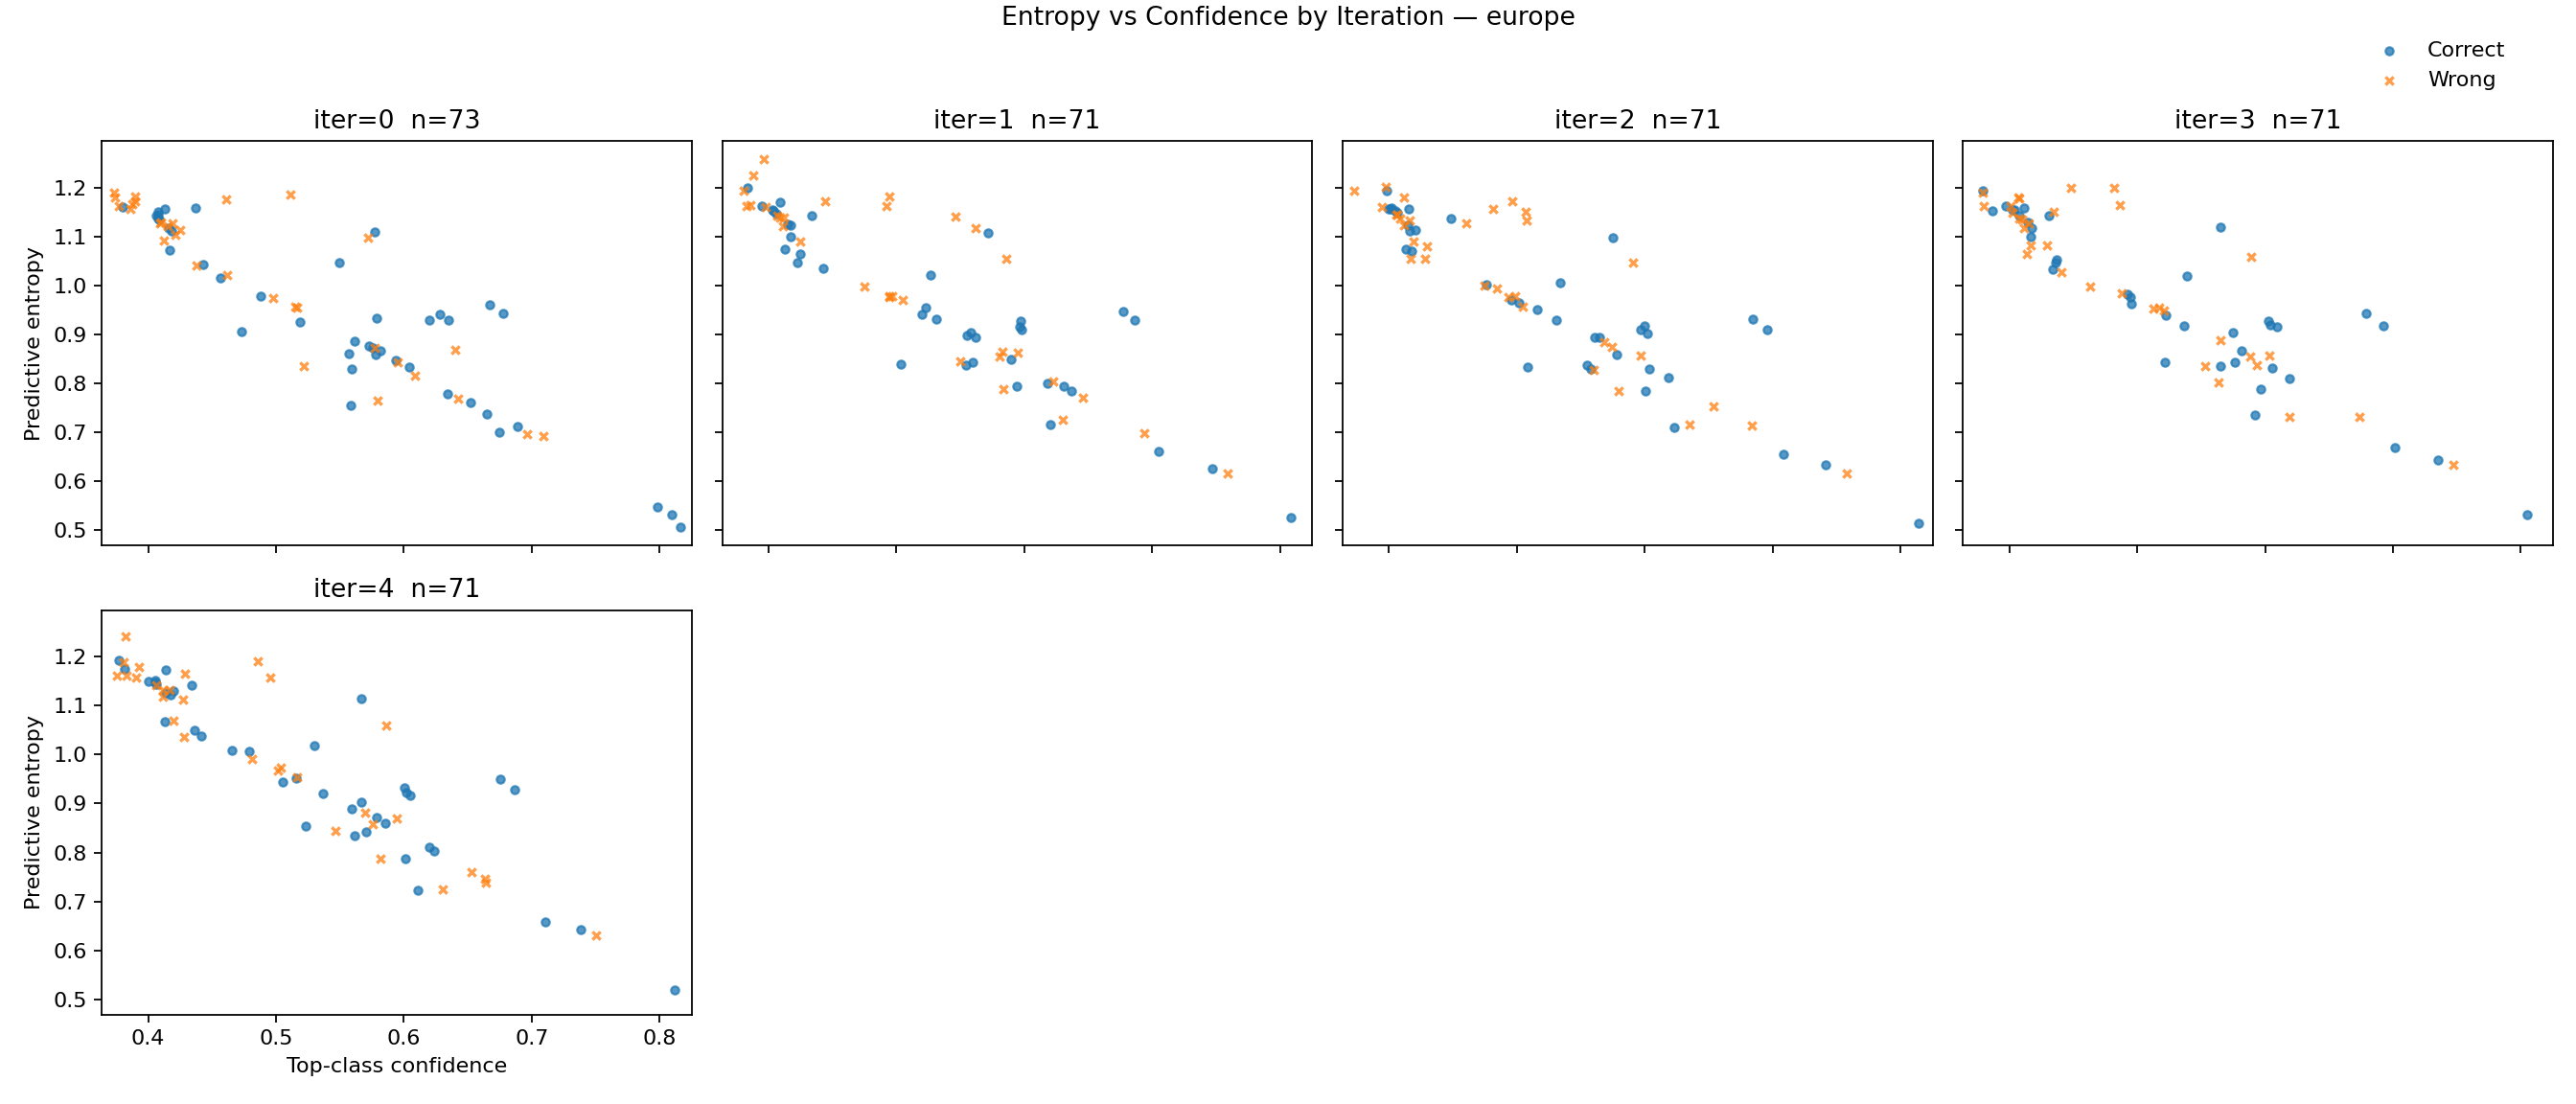 Entropy vs Confidence by Iteration — europe
Correct
Wrong
iter=0  n=73
iter=1  n=71
iter=2  n=71
iter=3  n=71
Predictive entropy
1.2
1.1
1.0
0.9
0.8
0.7
0.6
0.5
iter=4  n=71
Predictive entropy
1.2
1.1
1.0
0.9
0.8
0.7
0.6
0.5
0.4 0.5 0.6 0.7 0.8
Top-class confidence